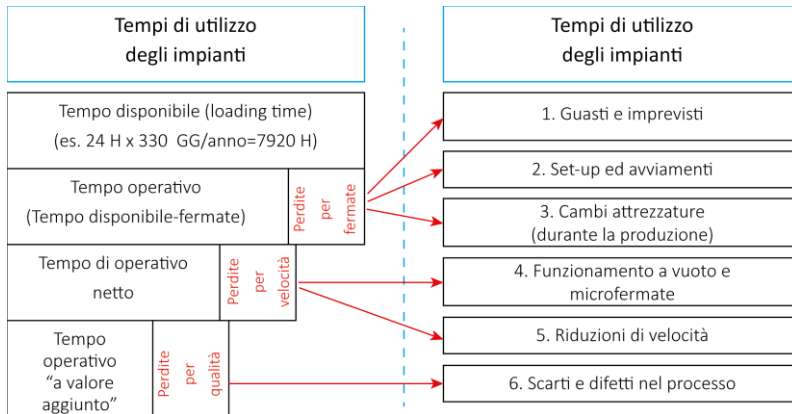 Tempi di utilizzo
degli impianti
Tempi di utilizzo
degli impianti
Tempo disponibile (loading time)
(es. 24 H x 330 GG/anno=7920 H)
Tempo operativo
(Tempo disponibile-fermate)
Perdite
per
fermate
Tempo di operativo
netto
Perdite
per
velocità
Tempo
operativo
“a valore
aggiunto”
Perdite
per
qualità
1. Guasti e imprevisti
2. Set-up ed avviamenti
3. Cambi attrezzature
(durante la produzione)
4. Funzionamento a vuoto e
microfermate
5. Riduzioni di velocità
6. Scarti e difetti nel processo